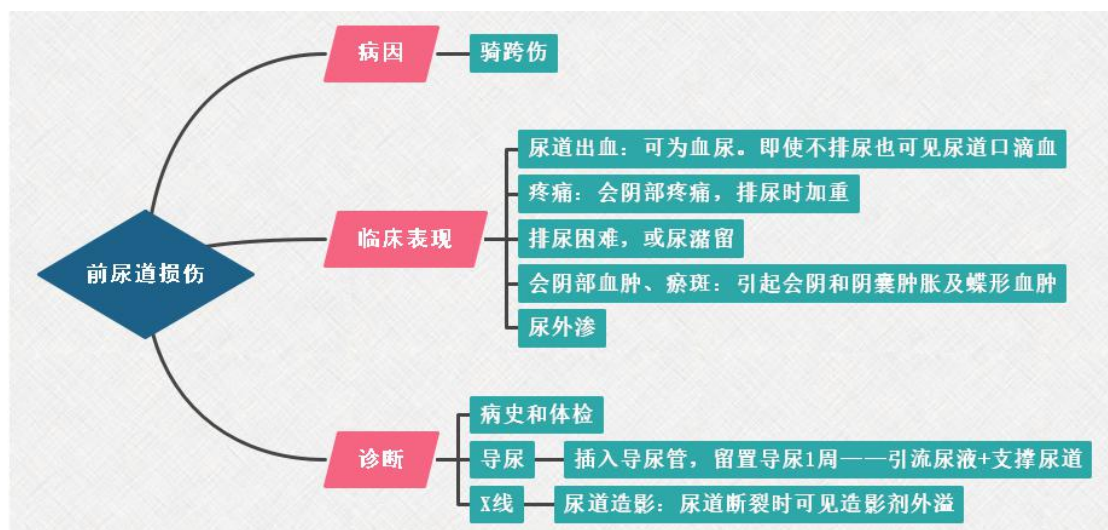 前尿道损伤
病因
骑跨伤
临床表现
尿道出血：可为血尿。即使不排尿也可见尿道口滴血
疼痛：会阴部疼痛，排尿时加重
排尿困难，或尿潴留
会阴部血肿、瘀斑：引起会阴和阴囊肿胀及蝶形血肿
尿外渗
诊断
病史和体检
导尿
插入导尿管，留置导尿1周——引流尿液+支撑尿道
X线
尿道造影：尿道断裂时可见造影剂外溢